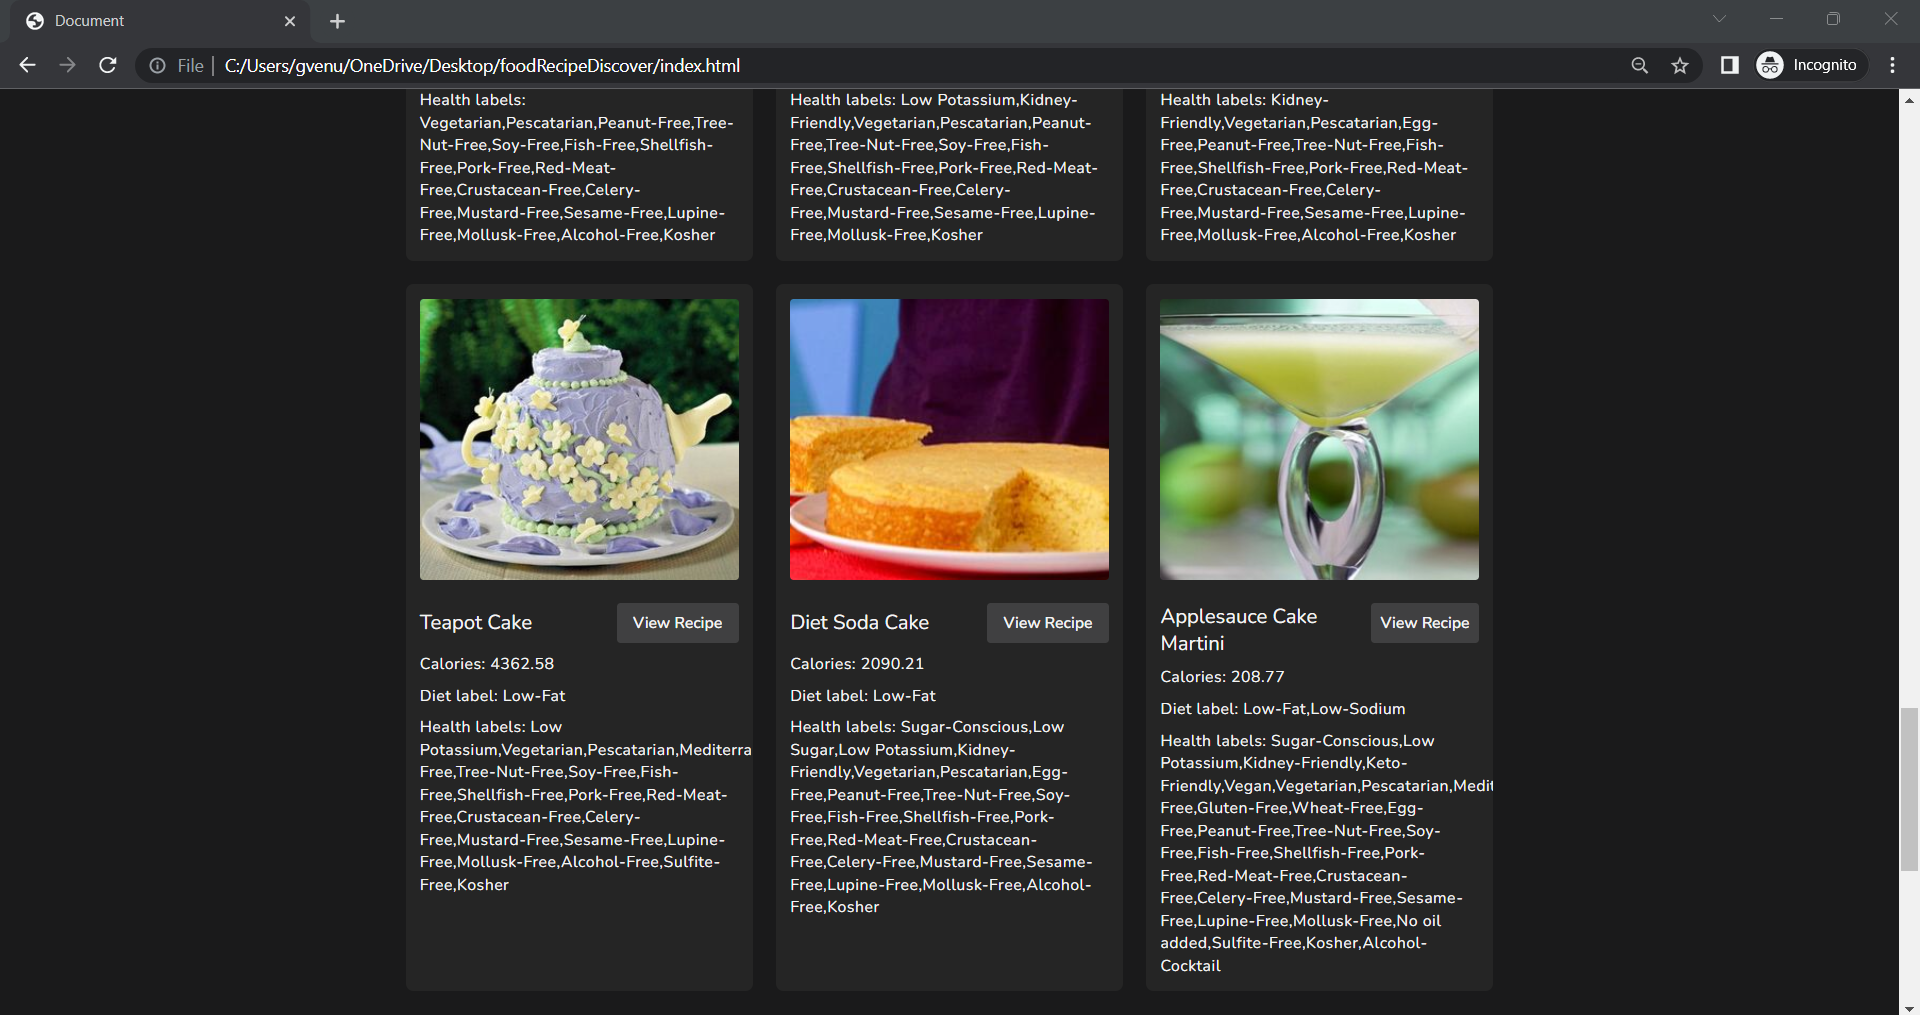 Document
File
C:/Users/gvenu/OneDrive/Desktop/foodRecipeDiscover/index.html
Incognito
Health labels:
Vegetarian,Pescatarian,Peanut-Free,Tree-
Nut-Free,Soy-Free,Fish-Free,Shellfish-
Free,Pork-Free,Red-Meat-
Free,Crustacean-Free,Celery-
Free,Mustard-Free,Sesame-Free,Lupine-
Free,Mollusk-Free,Alcohol-Free,Kosher
Health labels: Low Potassium,Kidney-
Friendly,Vegetarian,Pescatarian,Peanut-
Free,Tree-Nut-Free,Soy-Free,Fish-
Free,Shellfish-Free,Pork-Free,Red-Meat-
Free,Crustacean-Free,Celery-
Free,Mustard-Free,Sesame-Free,Lupine-
Free,Mollusk-Free,Kosher
Health labels: Kidney-
Friendly,Vegetarian,Pescatarian,Egg-
Free,Peanut-Free,Tree-Nut-Free,Fish-
Free,Shellfish-Free,Pork-Free,Red-Meat-
Free,Crustacean-Free,Celery-
Free,Mustard-Free,Sesame-Free,Lupine-
Free,Mollusk-Free,Alcohol-Free,Kosher
Teapot Cake
View Recipe
Calories: 4362.58
Diet label: Low-Fat
Health labels: Low
Potassium,Vegetarian,Pescatarian,Mediterra
Free,Tree-Nut-Free,Soy-Free,Fish-
Free,Shellfish-Free,Pork-Free,Red-Meat-
Free,Crustacean-Free,Celery-
Free,Mustard-Free,Sesame-Free,Lupine-
Free,Mollusk-Free,Alcohol-Free,Sulfite-
Free,Kosher
Diet Soda Cake
View Recipe
Calories: 2090.21
Diet label: Low-Fat
Health labels: Sugar-Conscious,Low
Sugar,Low Potassium,Kidney-
Friendly,Vegetarian,Pescatarian,Egg-
Free,Peanut-Free,Tree-Nut-Free,Soy-
Free,Fish-Free,Shellfish-Free,Pork-
Free,Red-Meat-Free,Crustacean-
Free,Celery-Free,Mustard-Free,Sesame-
Free,Lupine-Free,Mollusk-Free,Alcohol-
Free,Kosher
Applesauce Cake
Martini
View Recipe
Calories: 208.77
Diet label: Low-Fat,Low-Sodium
Health labels: Sugar-Conscious,Low
Potassium,Kidney-Friendly,Keto-
Friendly,Vegan,Vegetarian,Pescatarian,Medit
Free,Gluten-Free,Wheat-Free,Egg-
Free,Peanut-Free,Tree-Nut-Free,Soy-
Free,Fish-Free,Shellfish-Free,Pork-
Free,Red-Meat-Free,Crustacean-
Free,Celery-Free,Mustard-Free,Sesame-
Free,Lupine-Free,Mollusk-Free,No oil
added,Sulfite-Free,Kosher,Alcohol-
Cocktail